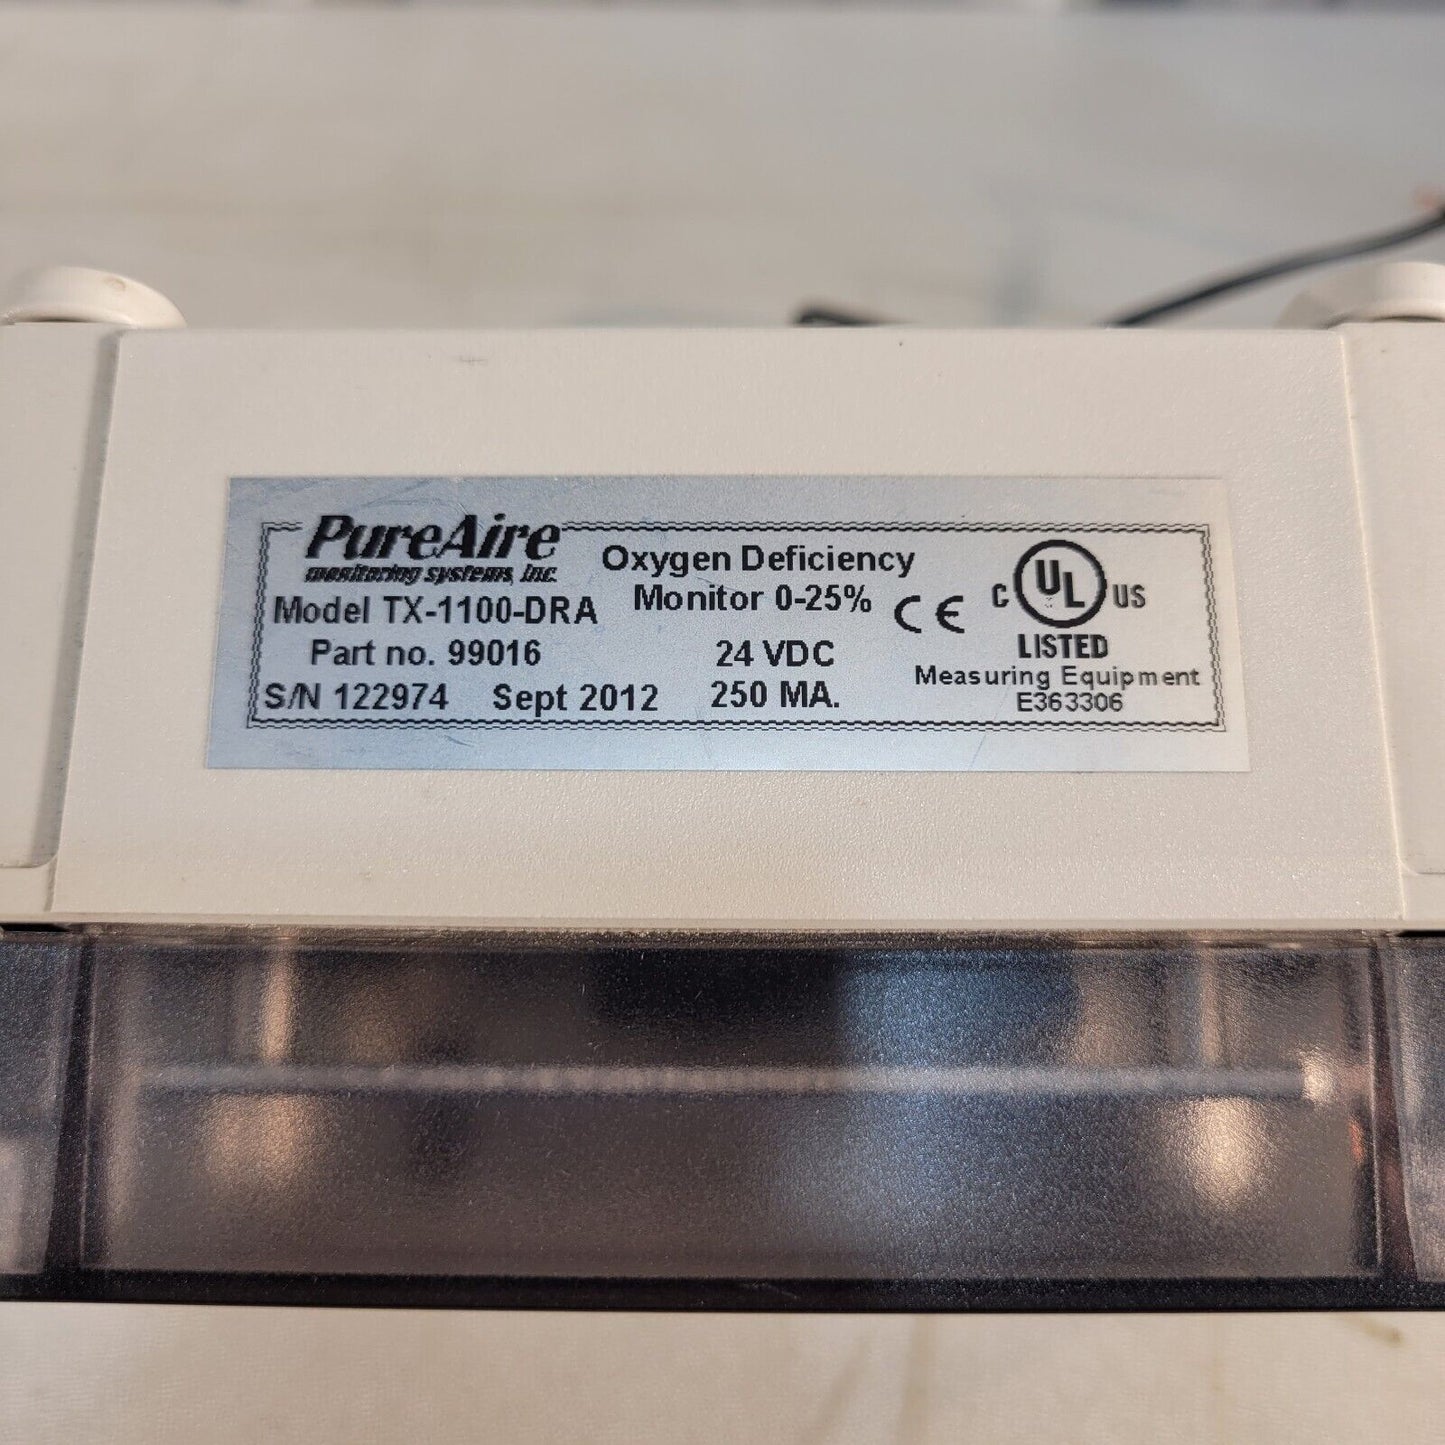 PureAire
monitoring systems, inc.
Oxygen Deficiency
Monitor 0-25%
Model TX-1100-DRA
Part no. 99016
24 VDC
S/N 122974 Sept 2012
250 MA.
CE
C UL US
LISTED
Measuring Equipment
E363306